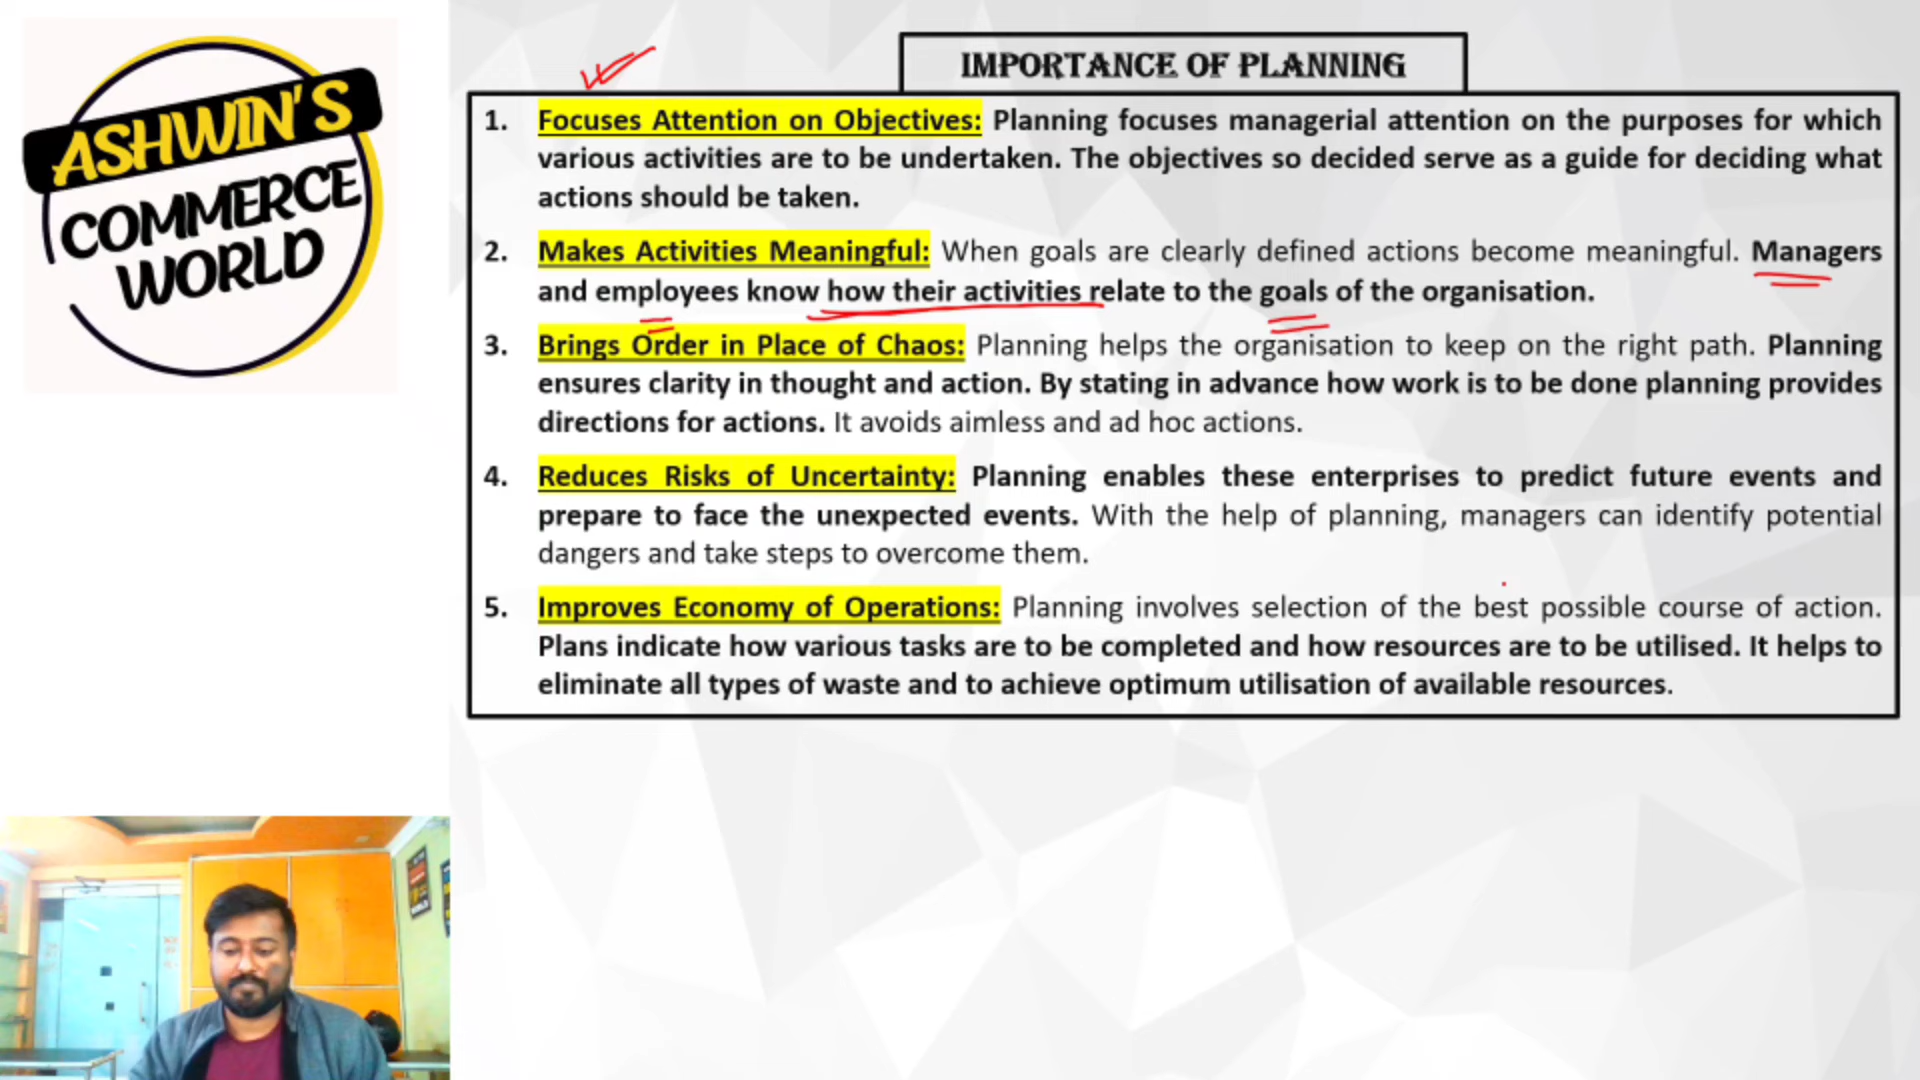 ASHWIN'S
COMMERCE
WORLD
IMPORTANCE OF PLANNING
1. Focuses Attention on Objectives: Planning focuses managerial attention on the purposes for which
various activities are to be undertaken. The objectives so decided serve as a guide for deciding what
actions should be taken.
2. Makes Activities Meaningful: When goals are clearly defined actions become meaningful. Managers
and employees know how their activities relate to the goals of the organisation.
3. Brings Order in Place of Chaos: Planning helps the organisation to keep on the right path. Planning
ensures clarity in thought and action. By stating in advance how work is to be done planning provides
directions for actions. It avoids aimless and ad hoc actions.
4. Reduces Risks of Uncertainty: Planning enables these enterprises to predict future events and
prepare to face the unexpected events. With the help of planning, managers can identify potential
dangers and take steps to overcome them.
5. Improves Economy of Operations: Planning involves selection of the best possible course of action.
Plans indicate how various tasks are to be completed and how resources are to be utilised. It helps to
eliminate all types of waste and to achieve optimum utilisation of available resources.